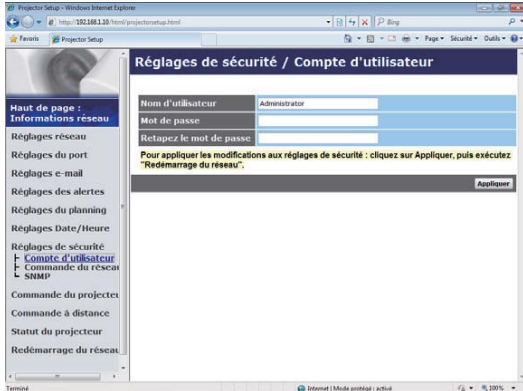 Projector Setup - Windows Internet Explorer
http://192.168.1.10/html/projectorsetup.html
Bing
Favoris Projector Setup Page Sécurité Outils
Réglages de sécurité / Compte d'utilisateur
Haut de page :
Informations réseau
Réglages réseau
Réglages du port
Réglages e-mail
Réglages des alertes
Réglages du planning
Réglages Date/Heure
Réglages de sécurité
Compte d'utilisateur
Commande du réseau
SNMP
Commande du projecteu
Commande à distance
Statut du projecteur
Redémarrage du réseau
Nom d'utilisateur Administrator
Mot de passe
Retapez le mot de passe
Pour appliquer les modifications aux réglages de sécurité : cliquez sur Appliquer, puis exécutez
"Redémarrage du réseau".
Appliquer
Terminé Internet | Mode protégé : activé 100%